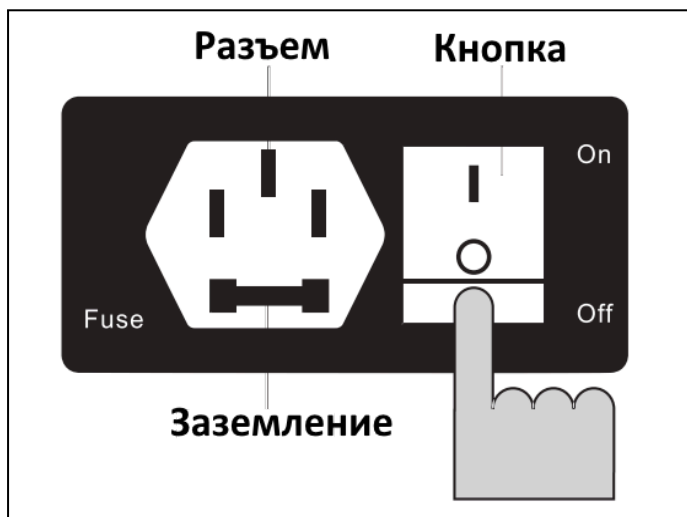 Разъем
Кнопка
On
Fuse
Off
Заземление